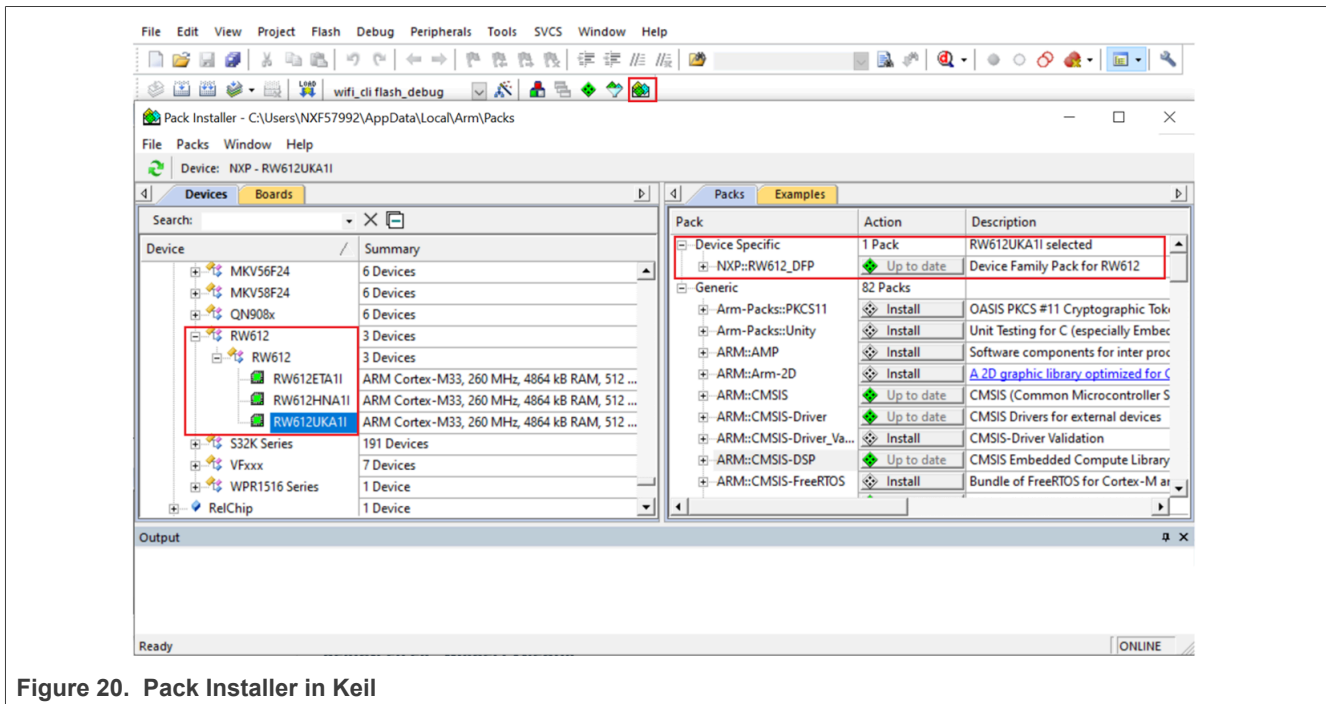 File Edit View Project Flash Debug Peripherals Tools SVCS Window Help
LOAD wifi_cli flash_debug
Pack Installer - C:\Users\NXF57992\AppData\Local\Arm\Packs
File Packs Window Help
Device: NXP - RW612UKA1I
Devices Boards
Search:
Device / Summary
MKV56F24 6 Devices
MKV58F24 6 Devices
QN908x 6 Devices
RW612 3 Devices
RW612 3 Devices
RW612ETA1I ARM Cortex-M33, 260 MHz, 4864 kB RAM, 512 ...
RW612HNA1I ARM Cortex-M33, 260 MHz, 4864 kB RAM, 512 ...
RW612UKA1I ARM Cortex-M33, 260 MHz, 4864 kB RAM, 512 ...
S32K Series 191 Devices
VFxxx 7 Devices
WPR1516 Series 1 Device
RelChip 1 Device
Packs Examples
Pack Action Description
Device Specific 1 Pack RW612UKA1I selected
NXP::RW612_DFP Up to date Device Family Pack for RW612
Generic 82 Packs
Arm-Packs::PKCS11 Install OASIS PKCS #11 Cryptographic Tok
Arm-Packs::Unity Install Unit Testing for C (especially Embec
ARM::AMP Install Software components for inter proc
ARM::Arm-2D Install A 2D graphic library optimized for C
ARM::CMSIS Up to date CMSIS (Common Microcontroller S
ARM::CMSIS-Driver Up to date CMSIS Drivers for external devices
ARM::CMSIS-Driver_Va... Install CMSIS-Driver Validation
ARM::CMSIS-DSP Up to date CMSIS Embedded Compute Library
ARM::CMSIS-FreeRTOS Install Bundle of FreeRTOS for Cortex-M ar
Output
Ready ONLINE
Figure 20. Pack Installer in Keil